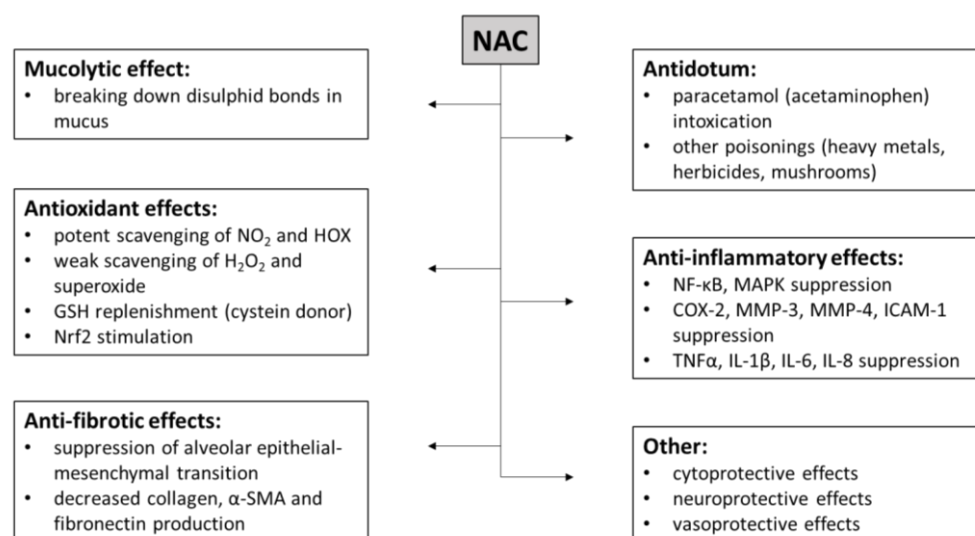 NAC
Mucolytic effect:
• breaking down disulphid bonds in
mucus
Antioxidant effects:
• potent scavenging of NO₂ and HOX
• weak scavenging of H₂O₂ and
superoxide
• GSH replenishment (cystein donor)
• Nrf2 stimulation
Anti-fibrotic effects:
• suppression of alveolar epithelial-
mesenchymal transition
• decreased collagen, α-SMA and
fibronectin production
Antidotum:
• paracetamol (acetaminophen)
intoxication
• other poisonings (heavy metals,
herbicides, mushrooms)
Anti-inflammatory effects:
• NF-κB, MAPK suppression
• COX-2, MMP-3, MMP-4, ICAM-1
suppression
• TNFα, IL-1β, IL-6, IL-8 suppression
Other:
• cytoprotective effects
• neuroprotective effects
• vasoprotective effects